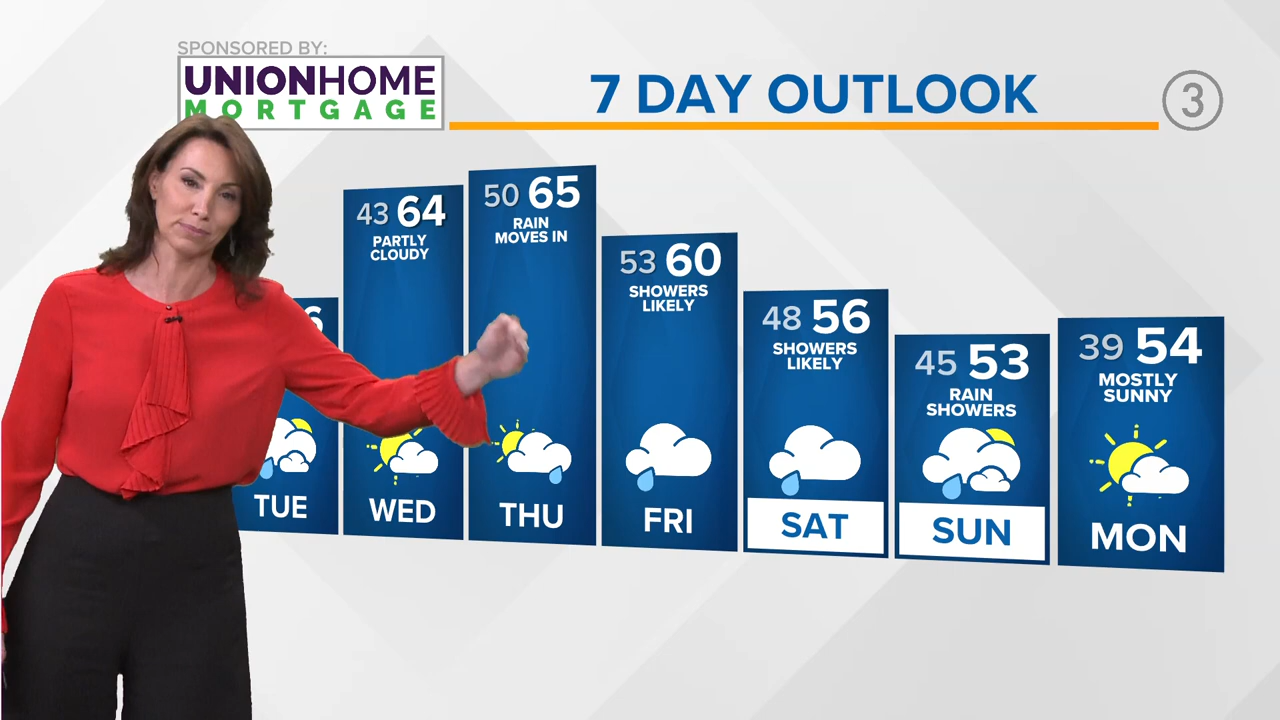 SPONSORED BY:
UNIONHOME
MORTGAGE
7 DAY OUTLOOK
3
6
TUE
43 64
PARTLY
CLOUDY
WED
50 65
RAIN
MOVES IN
THU
53 60
SHOWERS
LIKELY
FRI
48 56
SHOWERS
LIKELY
SAT
45 53
RAIN
SHOWERS
SUN
39 54
MOSTLY
SUNNY
MON